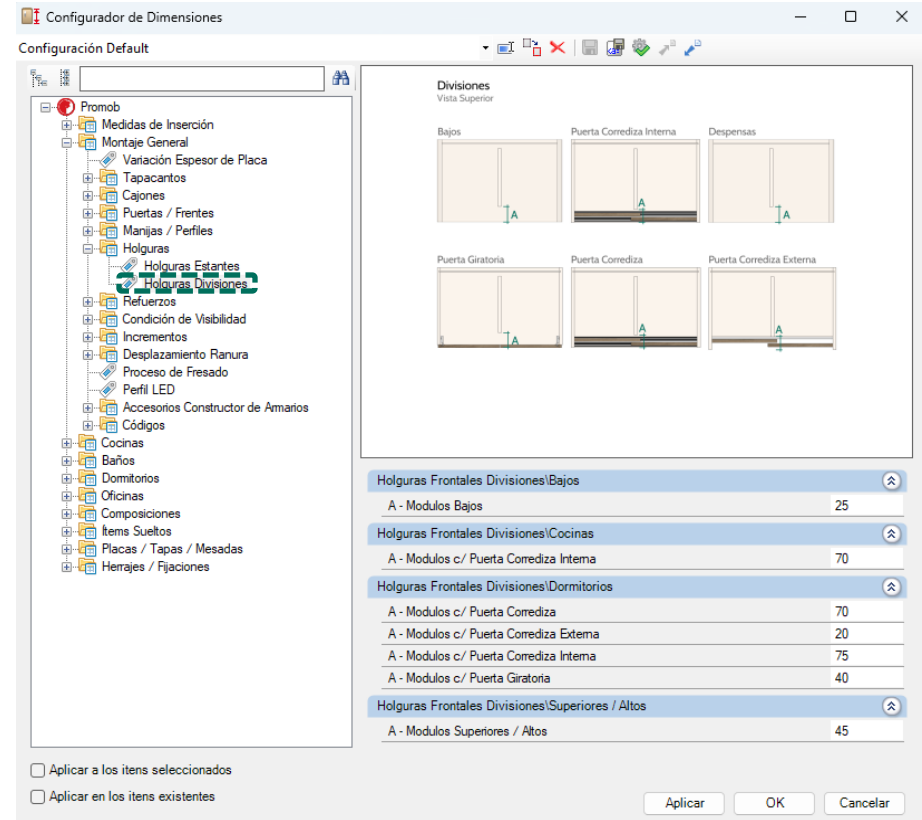 Configurador de Dimensiones
Configuración Default
Promob
Medidas de Inserción
Montaje General
Variación Espesor de Placa
Tapacantos
Cajones
Puertas / Frentes
Manijas / Perfiles
Holguras
Holguras Estantes
Holguras Divisiones
Refuerzos
Condición de Visibilidad
Incrementos
Desplazamiento Ranura
Proceso de Fresado
Perfil LED
Accesorios Constructor de Armarios
Códigos
Cocinas
Baños
Dormitorios
Oficinas
Composiciones
Ítems Sueltos
Placas / Tapas / Mesadas
Herrajes / Fijaciones
Divisiones
Vista Superior
Bajos Puerta Corrediza Interna Despensas
A A A
Puerta Giratoria Puerta Corrediza Puerta Corrediza Externa
A A A
Holguras Frontales Divisiones\Bajos
A - Modulos Bajos 25
Holguras Frontales Divisiones\Cocinas
A - Modulos c/ Puerta Corrediza Interna 70
Holguras Frontales Divisiones\Dormitorios
A - Modulos c/ Puerta Corrediza 70
A - Modulos c/ Puerta Corrediza Externa 20
A - Modulos c/ Puerta Corrediza Interna 75
A - Modulos c/ Puerta Giratoria 40
Holguras Frontales Divisiones\Superiores / Altos
A - Modulos Superiores / Altos 45
Aplicar a los itens seleccionados
Aplicar en los itens existentes
Aplicar OK Cancelar